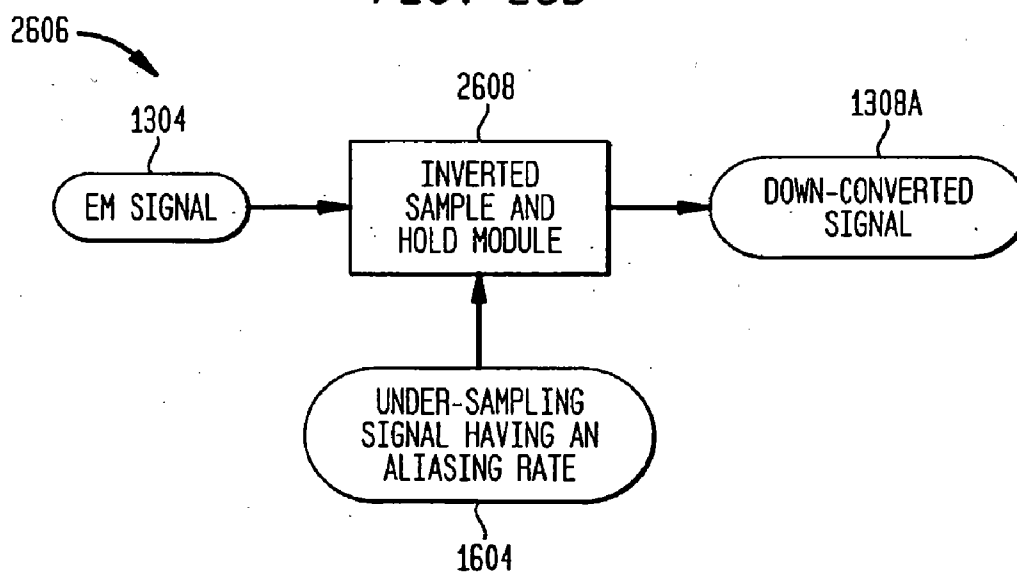 2606
1304
2608
1308A
EM SIGNAL
INVERTED
SAMPLE AND
HOLD MODULE
DOWN-CONVERTED
SIGNAL
UNDER-SAMPLING
SIGNAL HAVING AN
ALIASING RATE
1604